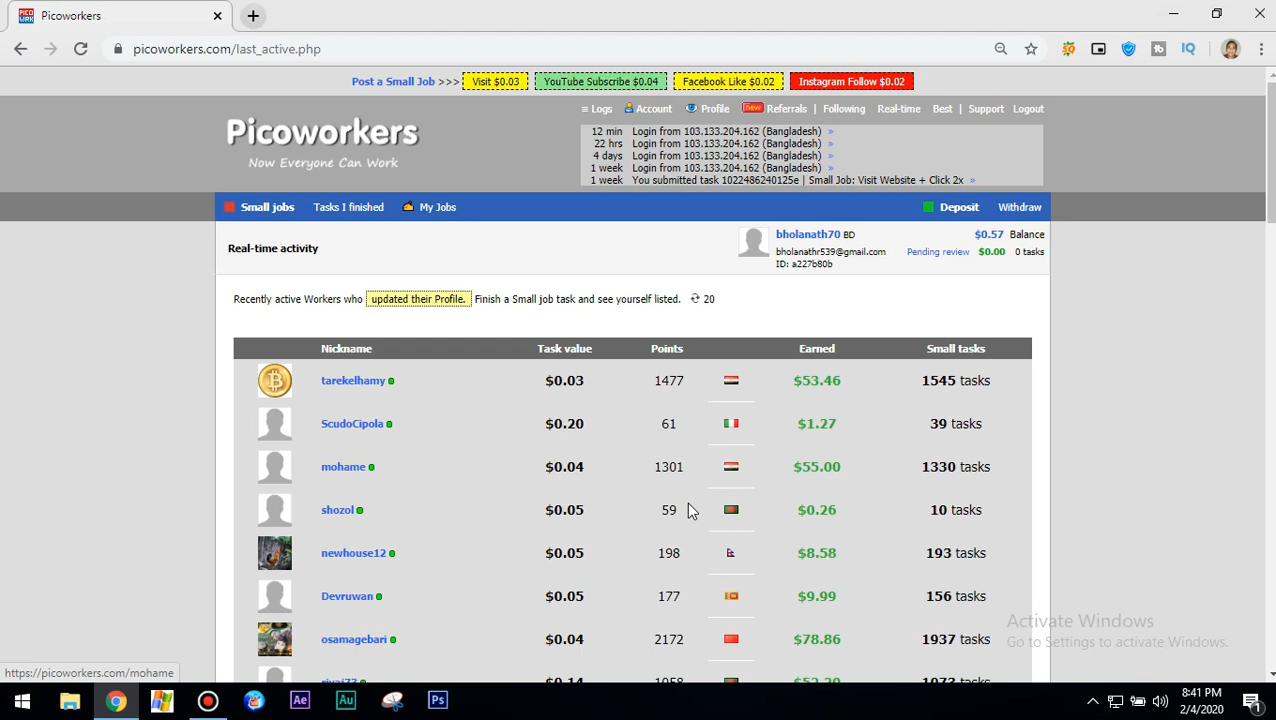 Picoworkers
picoworkers.com/last_active.php
Post a Small Job >>> Visit $0.03 YouTube Subscribe $0.04 Facebook Like $0.02 Instagram Follow $0.02
≡ Logs Account Profile new Referrals | Following Real-time Best | Support Logout
Picoworkers
Now Everyone Can Work
12 min Login from 103.133.204.162 (Bangladesh) »
22 hrs Login from 103.133.204.162 (Bangladesh) »
4 days Login from 103.133.204.162 (Bangladesh) »
1 week Login from 103.133.204.162 (Bangladesh) »
1 week You submitted task 1022486240125e | Small Job: Visit Website + Click 2x »
Small jobs Tasks I finished My Jobs Deposit Withdraw
Real-time activity
bholanath70 BD $0.57 Balance
bholanathr539@gmail.com Pending review $0.00 0 tasks
ID: a227b80b
Recently active Workers who updated their Profile. Finish a Small job task and see yourself listed. 20
Nickname Task value Points Earned Small tasks
tarekelhamy $0.03 1477 $53.46 1545 tasks
ScudoCipola $0.20 61 $1.27 39 tasks
mohame $0.04 1301 $55.00 1330 tasks
shozol $0.05 59 $0.26 10 tasks
newhouse12 $0.05 198 $8.58 193 tasks
Devruwan $0.05 177 $9.99 156 tasks
osamagebari $0.04 2172 $78.86 1937 tasks
Activate Windows
Go to Settings to activate Windows.
https://picoworkers.com/mohame
Ae Au Ps
8:41 PM
2/4/2020